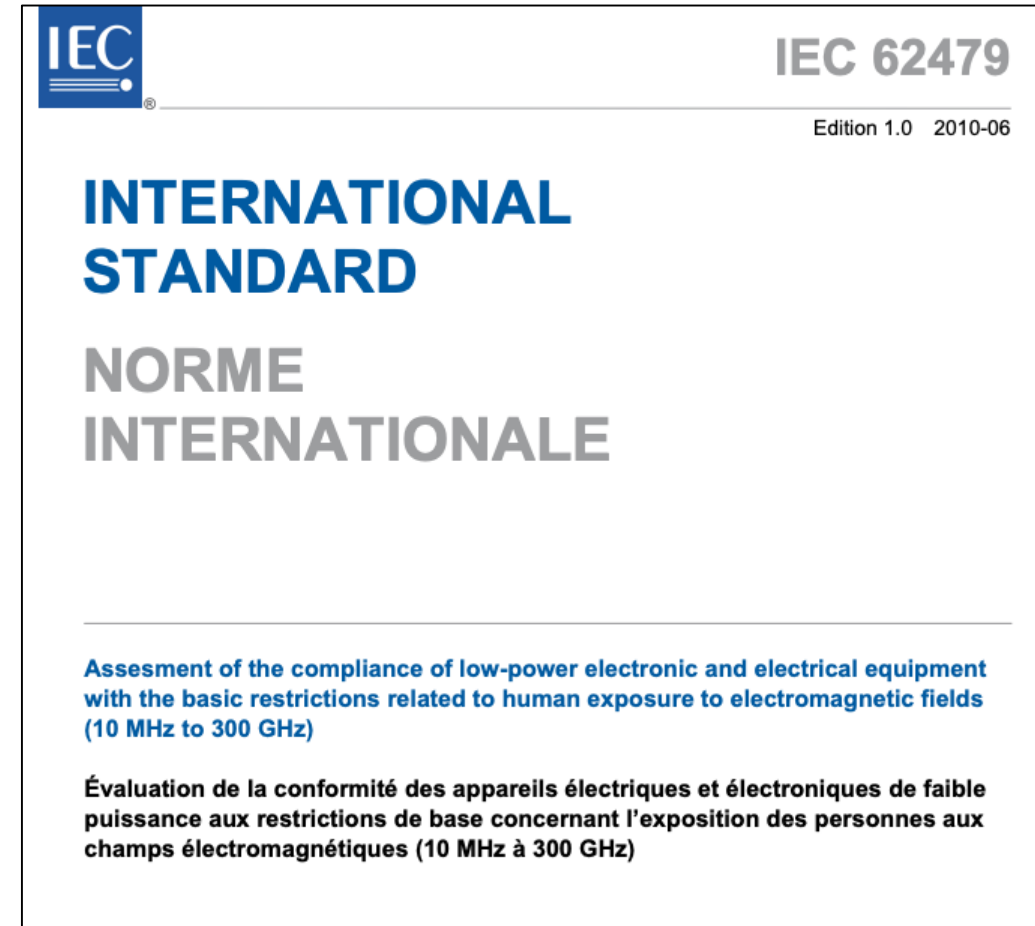 IEC
®
IEC 62479
Edition 1.0 2010-06
INTERNATIONAL
STANDARD
NORME
INTERNATIONALE
Assesment of the compliance of low-power electronic and electrical equipment
with the basic restrictions related to human exposure to electromagnetic fields
(10 MHz to 300 GHz)
Évaluation de la conformité des appareils électriques et électroniques de faible
puissance aux restrictions de base concernant l’exposition des personnes aux
champs électromagnétiques (10 MHz à 300 GHz)